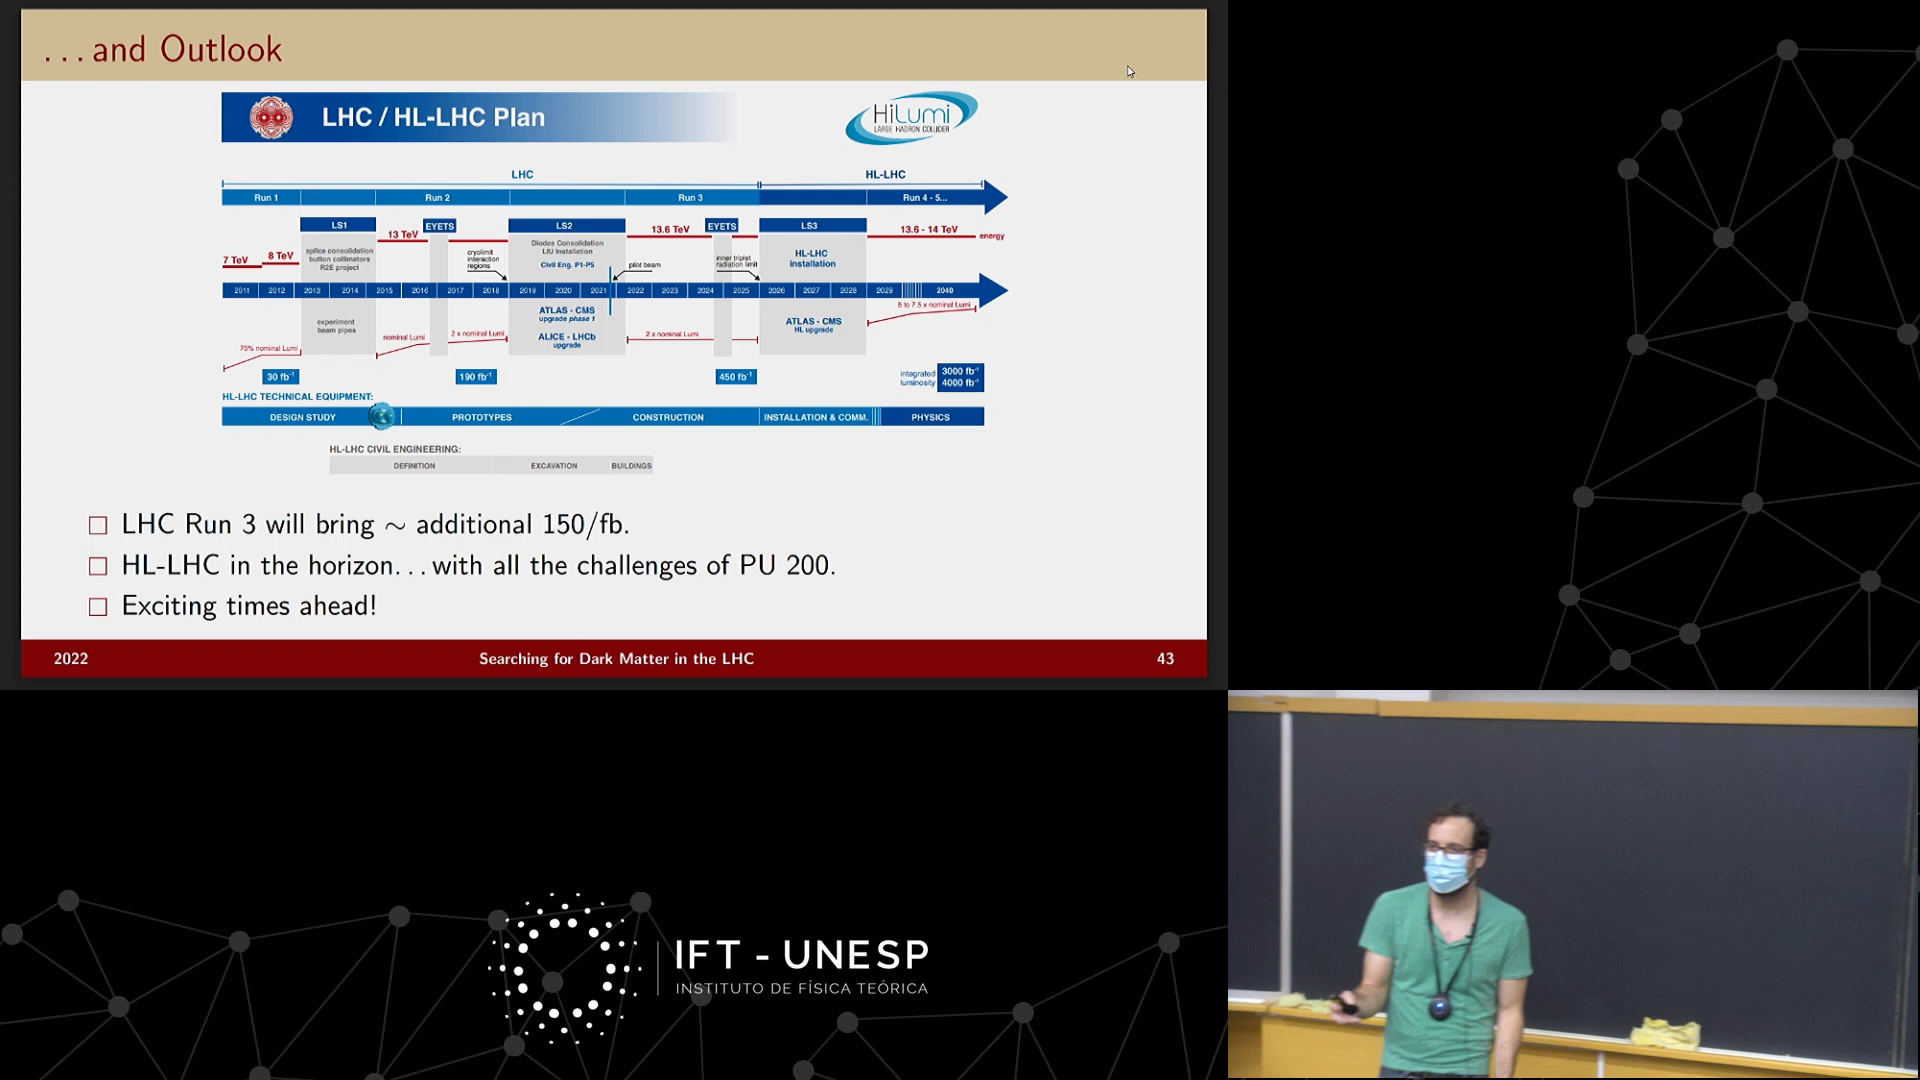 . . . and Outlook
LHC / HL-LHC Plan
HiLumi
LARGE HADRON COLLIDER
LHC
HL-LHC
Run 1
Run 2
Run 3
Run 4 - 5...
LS1
EYETS
LS2
EYETS
LS3
13 TeV
13.6 TeV
13.6 - 14 TeV
energy
7 TeV
8 TeV
splice consolidation
button collimators
R2E project
cryolimit
interaction
regions
Diodes Consolidation
LIU Installation
Civil Eng. P1-P5
pilot beam
inner triplet
radiation limit
HL-LHC
installation
2011
2012
2013
2014
2015
2016
2017
2018
2019
2020
2021
2022
2023
2024
2025
2026
2027
2028
2029
2040
5 to 7.5 x nominal Lumi
experiment
beam pipes
ATLAS - CMS
upgrade phase 1
ALICE - LHCb
upgrade
ATLAS - CMS
HL upgrade
75% nominal Lumi
nominal Lumi
2 x nominal Lumi
2 x nominal Lumi
30 fb-1
190 fb-1
450 fb-1
integrated
luminosity
3000 fb-1
4000 fb-1
HL-LHC TECHNICAL EQUIPMENT:
DESIGN STUDY
PROTOTYPES
CONSTRUCTION
INSTALLATION & COMM.
PHYSICS
HL-LHC CIVIL ENGINEERING:
DEFINITION
EXCAVATION
BUILDINGS
LHC Run 3 will bring ∼ additional 150/fb.
HL-LHC in the horizon. . . with all the challenges of PU 200.
Exciting times ahead!
2022
Searching for Dark Matter in the LHC
43
IFT - UNESP
INSTITUTO DE FÍSICA TEÓRICA